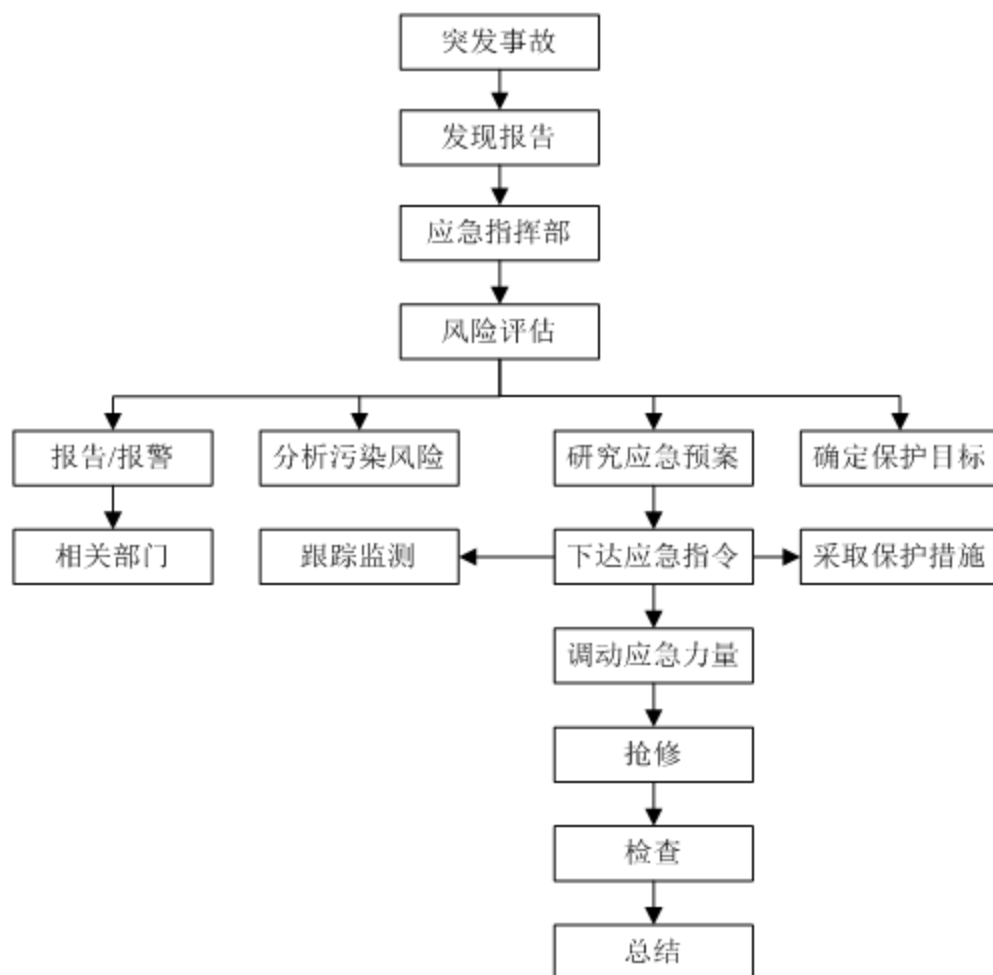 突发事故
发现报告
应急指挥部
风险评估
报告/报警
分析污染风险
研究应急预案
确定保护目标
相关部门
跟踪监测
下达应急指令
采取保护措施
调动应急力量
抢修
检查
总结